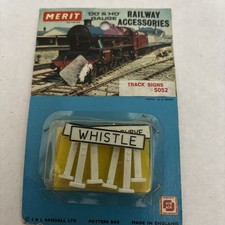 MERIT
OO & HO GAUGE
RAILWAY
ACCESSORIES
TRACK SIGNS
5052
WHISTLE
J & L RANDALL LTD
POTTERS BAR
MADE IN ENGLAND